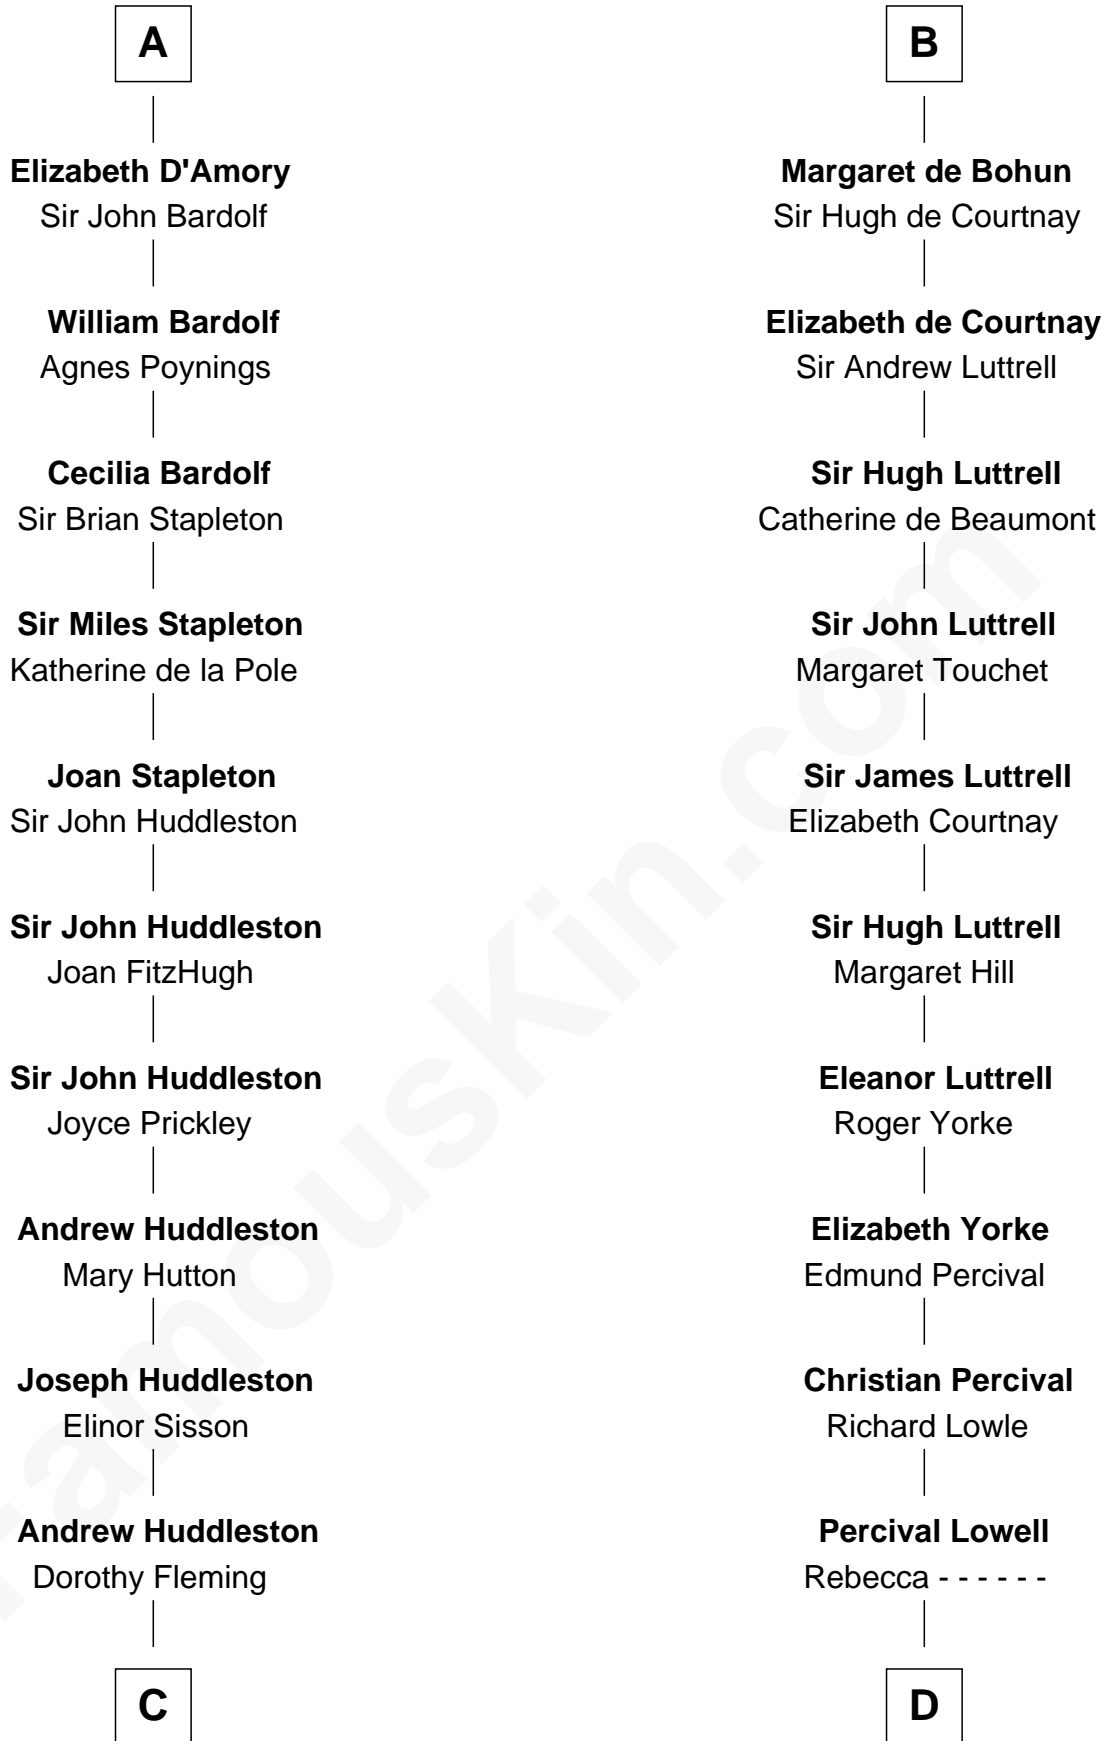 A
Elizabeth D'Amory
Sir John Bardolf
William Bardolf
Agnes Poynings
Cecilia Bardolf
Sir Brian Stapleton
Sir Miles Stapleton
Katherine de la Pole
Joan Stapleton
Sir John Huddleston
Sir John Huddleston
Joan FitzHugh
Sir John Huddleston
Joyce Prickley
Andrew Huddleston
Mary Hutton
Joseph Huddleston
Elinor Sisson
Andrew Huddleston
Dorothy Fleming
C
B
Margaret de Bohun
Sir Hugh de Courtnay
Elizabeth de Courtnay
Sir Andrew Luttrell
Sir Hugh Luttrell
Catherine de Beaumont
Sir John Luttrell
Margaret Touchet
Sir James Luttrell
Elizabeth Courtnay
Sir Hugh Luttrell
Margaret Hill
Eleanor Luttrell
Roger Yorke
Elizabeth Yorke
Edmund Percival
Christian Percival
Richard Lowle
Percival Lowell
Rebecca - - - - - -
D
FamousKin.com